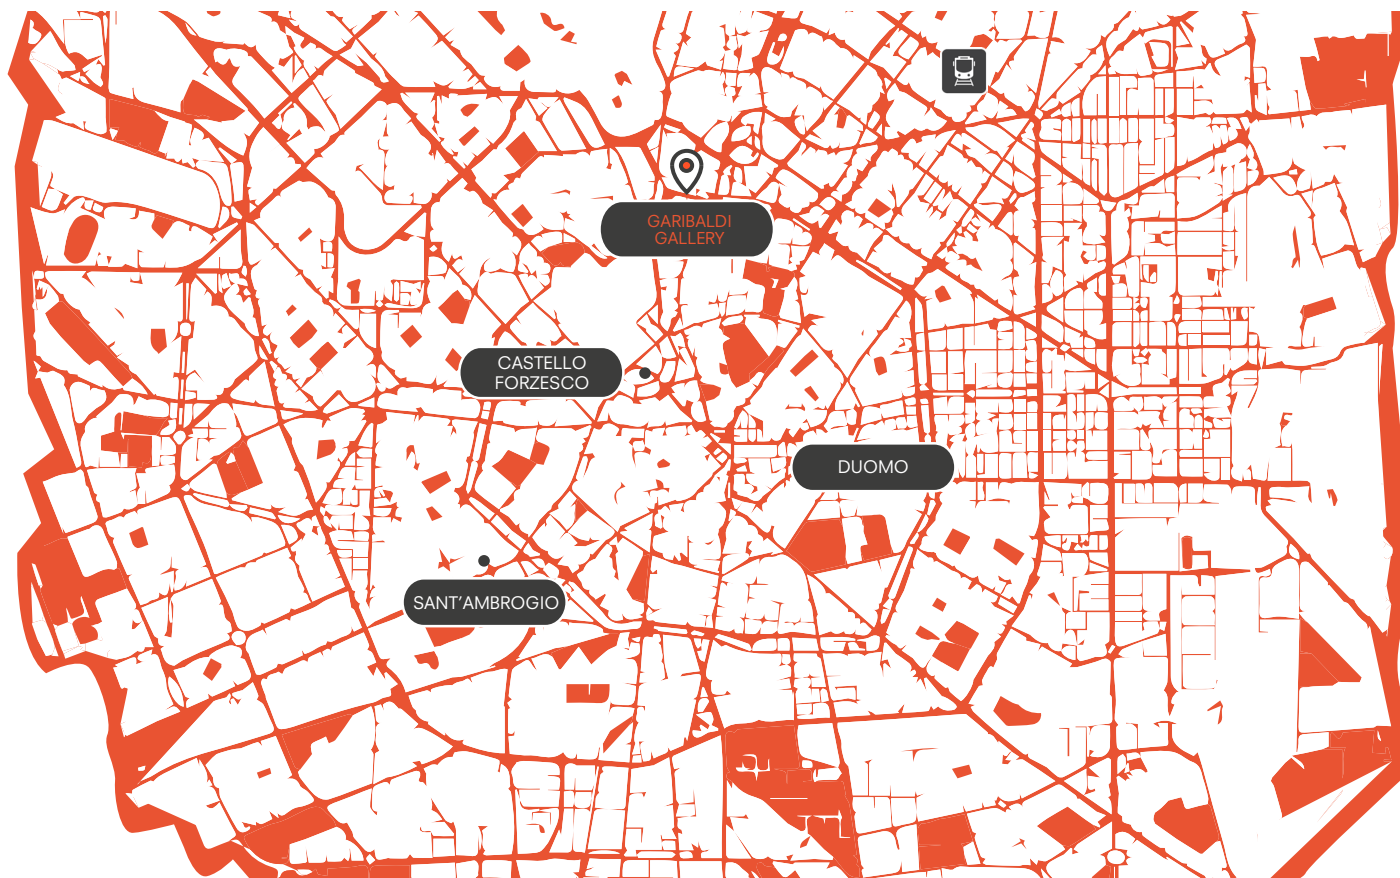 GARIBALDI
GALLERY
CASTELLO
FORZESCO
DUOMO
SANT'AMBROGIO